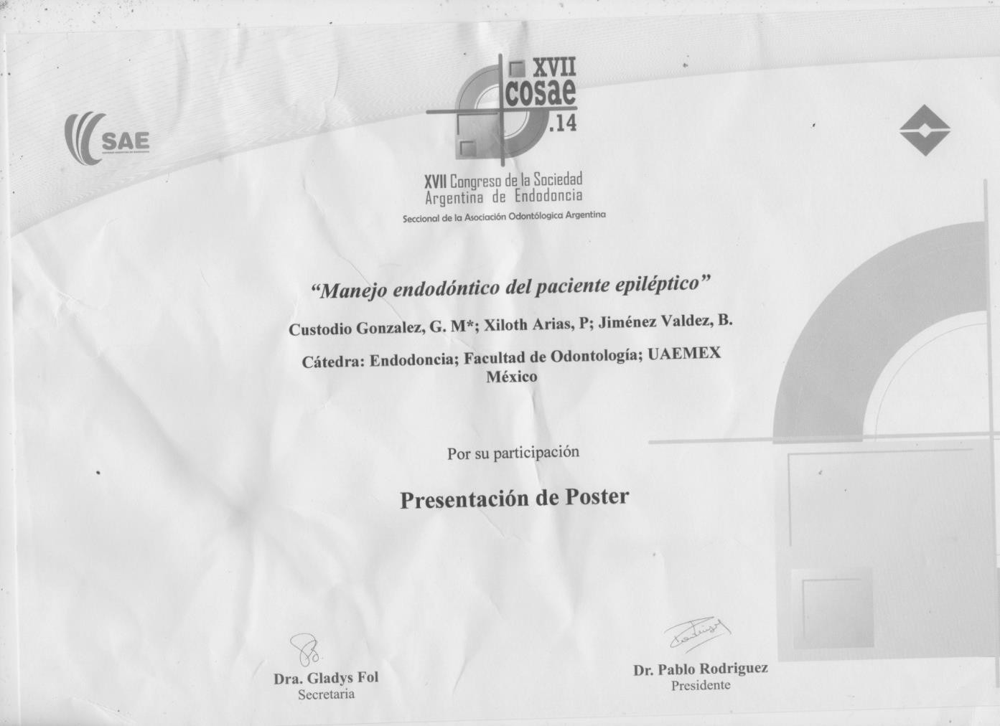 SAE
XVII
cosae
.14
XVII Congreso de la Sociedad
Argentina de Endodoncia
Seccional de la Asociación Odontólogica Argentina
“Manejo endodóntico del paciente epiléptico”
Custodio Gonzalez, G. M*; Xiloth Arias, P; Jiménez Valdez, B.
Cátedra: Endodoncia; Facultad de Odontología; UAEMEX
México
Por su participación
Presentación de Poster
Dra. Gladys Fol
Secretaria
Dr. Pablo Rodriguez
Presidente